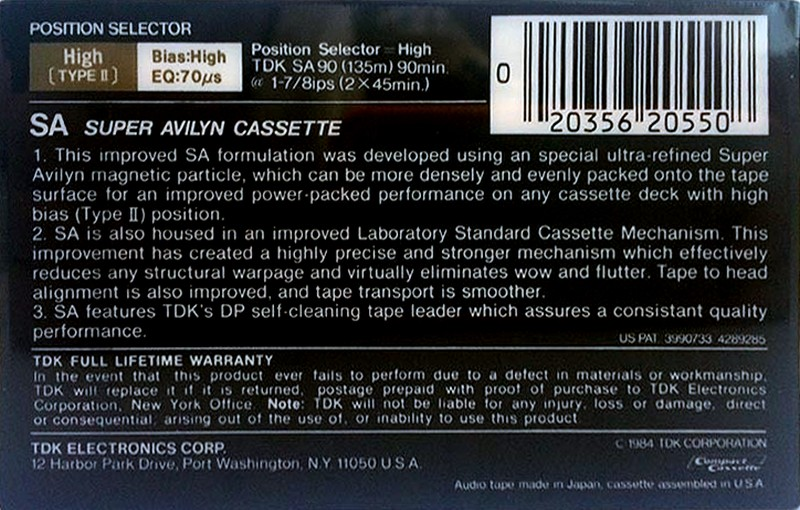 POSITION SELECTOR
High
(TYPE II)
Bias:High
EQ:70μs
Position Selector - High
TDK SA90 (135m) 90min.
@ 1-7/8ips (2×45min.)
0
20356 20550
SA SUPER AVILYN CASSETTE
1. This improved SA formulation was developed using an special ultra-refined Super
Avilyn magnetic particle, which can be more densely and evenly packed onto the tape
surface for an improved power-packed performance on any cassette deck with high
bias (Type II) position.
2. SA is also housed in an improved Laboratory Standard Cassette Mechanism. This
improvement has created a highly precise and stronger mechanism which effectively
reduces any structural warpage and virtually eliminates wow and flutter. Tape to head
alignment is also improved, and tape transport is smoother.
3. SA features TDK's DP self-cleaning tape leader which assures a consistant quality
performance.
US PAT. 3990733 4289285
TDK FULL LIFETIME WARRANTY
In the event that this product ever fails to perform due to a defect in materials or workmanship,
TDK will replace it if it is returned, postage prepaid with proof of purchase to TDK Electronics
Corporation, New York Office. Note: TDK will not be liable for any injury, loss or damage, direct
or consequential, arising out of the use of, or inability to use this product.
TDK ELECTRONICS CORP.
12 Harbor Park Drive, Port Washington, N.Y. 11050 U.S.A.
© 1984 TDK CORPORATION
Compact
Cassette
Audio tape made in Japan, cassette assembled in U.S.A.